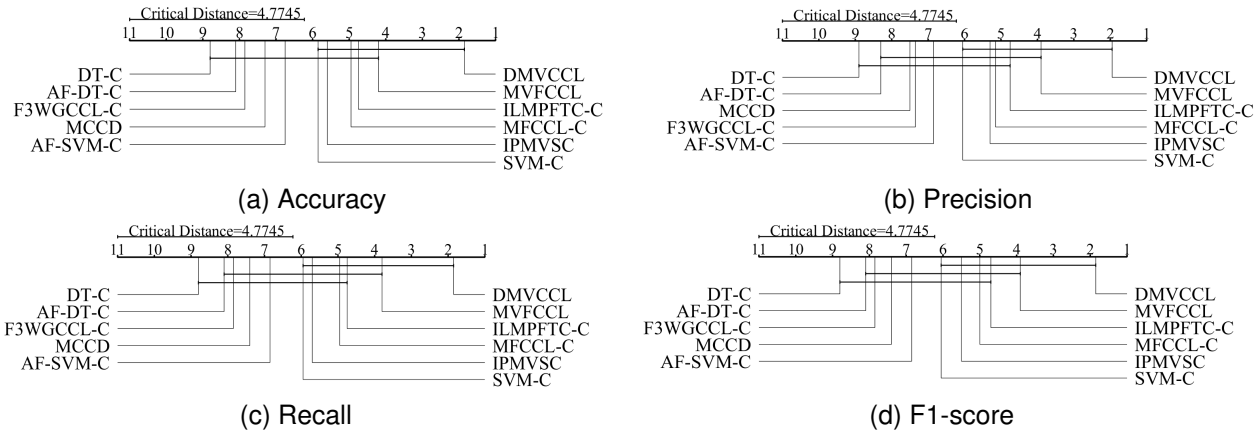 Critical Distance=4.7745
11 10 9 8 7 6 5 4 3 2 1
DT-C
AF-DT-C
F3WGCCL-C
MCCD
AF-SVM-C
DMVCCL
MVFCCL
ILMPFTC-C
MFCCL-C
IPMVSC
SVM-C
(a) Accuracy
Critical Distance=4.7745
11 10 9 8 7 6 5 4 3 2 1
DT-C
AF-DT-C
MCCD
F3WGCCL-C
AF-SVM-C
DMVCCL
MVFCCL
ILMPFTC-C
MFCCL-C
IPMVSC
SVM-C
(b) Precision
Critical Distance=4.7745
11 10 9 8 7 6 5 4 3 2 1
DT-C
AF-DT-C
F3WGCCL-C
MCCD
AF-SVM-C
DMVCCL
MVFCCL
ILMPFTC-C
MFCCL-C
IPMVSC
SVM-C
(c) Recall
Critical Distance=4.7745
11 10 9 8 7 6 5 4 3 2 1
DT-C
AF-DT-C
F3WGCCL-C
MCCD
AF-SVM-C
DMVCCL
MVFCCL
ILMPFTC-C
MFCCL-C
IPMVSC
SVM-C
(d) F1-score